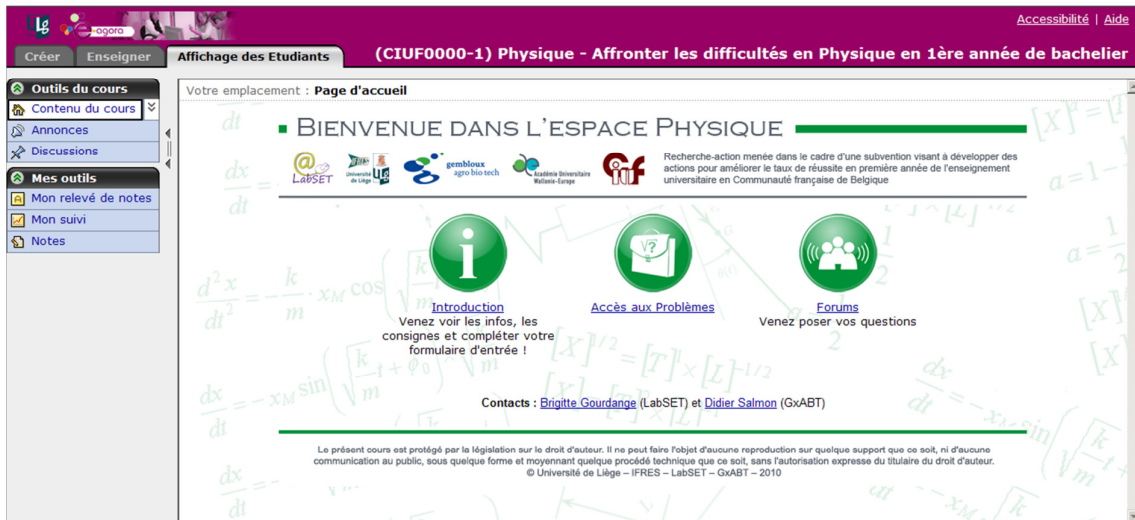 ULg e-agora
Accessibilité | Aide
Créer Enseigner Affichage des Etudiants (CIUF0000-1) Physique - Affronter les difficultés en Physique en 1ère année de bachelier
Outils du cours
Contenu du cours
Annonces
Discussions
Mes outils
Mon relevé de notes
Mon suivi
Notes
Votre emplacement : Page d'accueil
BIENVENUE DANS L'ESPACE PHYSIQUE
@
LabSET
Université
de Liège
ULg
gembloux
agro bio tech
Académie Universitaire
Wallonie-Europe
Ciuf
Recherche-action menée dans le cadre d'une subvention visant à développer des
actions pour améliorer le taux de réussite en première année de l'enseignement
universitaire en Communauté française de Belgique
i
√?
Introduction
Venez voir les infos, les
consignes et compléter votre
formulaire d'entrée !
Accès aux Problèmes
Forums
Venez poser vos questions
Contacts : Brigitte Gourdange (LabSET) et Didier Salmon (GxABT)
Le présent cours est protégé par la législation sur le droit d'auteur. Il ne peut faire l'objet d'aucune reproduction sur quelque support que ce soit, ni d'aucune
communication au public, sous quelque forme et moyennant quelque procédé technique que ce soit, sans l'autorisation expresse du titulaire du droit d'auteur.
© Université de Liège – IFRES – LabSET – GxABT – 2010